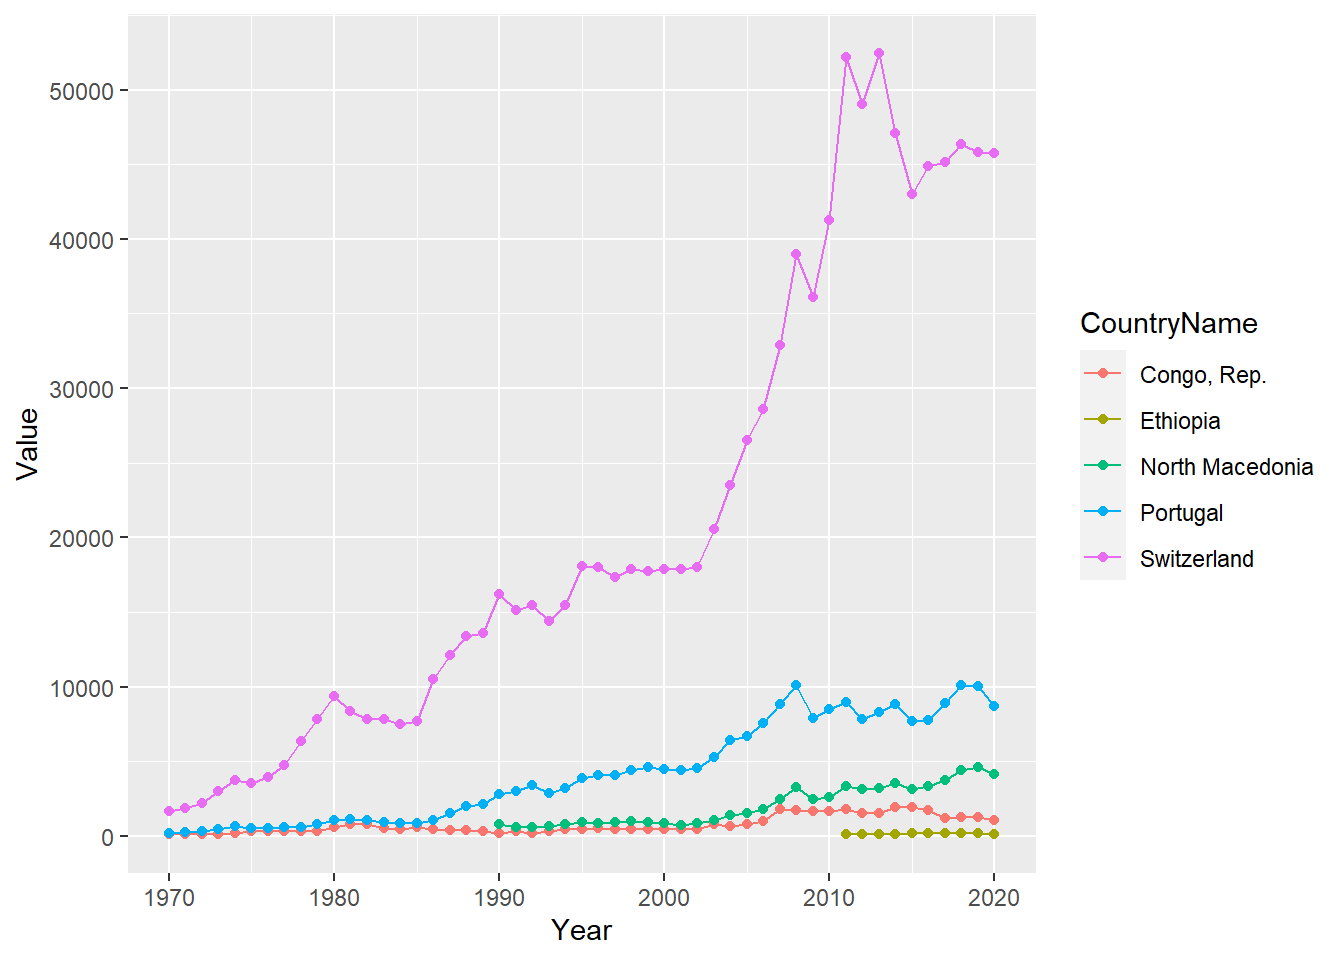 50000
40000
30000
20000
10000
0
Value
1970 1980 1990 2000 2010 2020
Year
CountryName
Congo, Rep.
Ethiopia
North Macedonia
Portugal
Switzerland